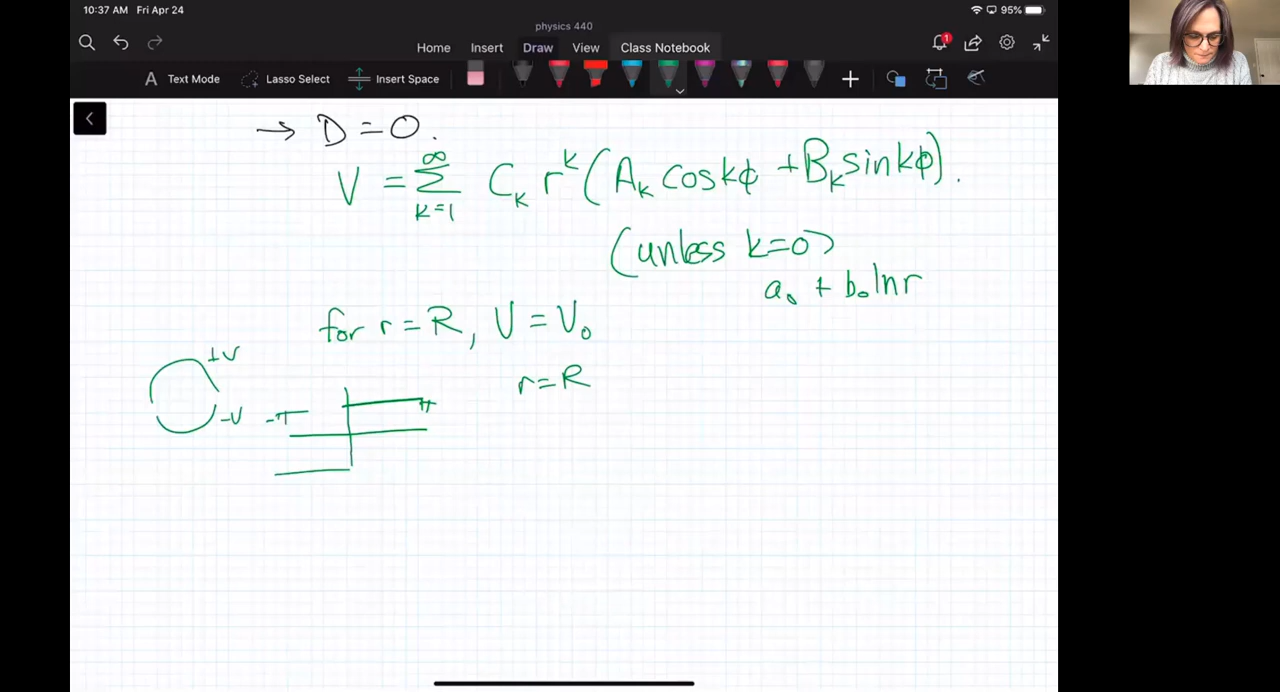 10:37 AM Fri Apr 24
95%
physics 440
Home Insert Draw View Class Notebook
1
A Text Mode Lasso Select Insert Space
→ D = 0.
V = ∑ k=1 ∞ C_k r^k (A_k cos kϕ + B_k sin kϕ).
(unless k=0)
a₀ + b₀ ln r
for r = R, V = V₀
+V
r = R
-V -π π